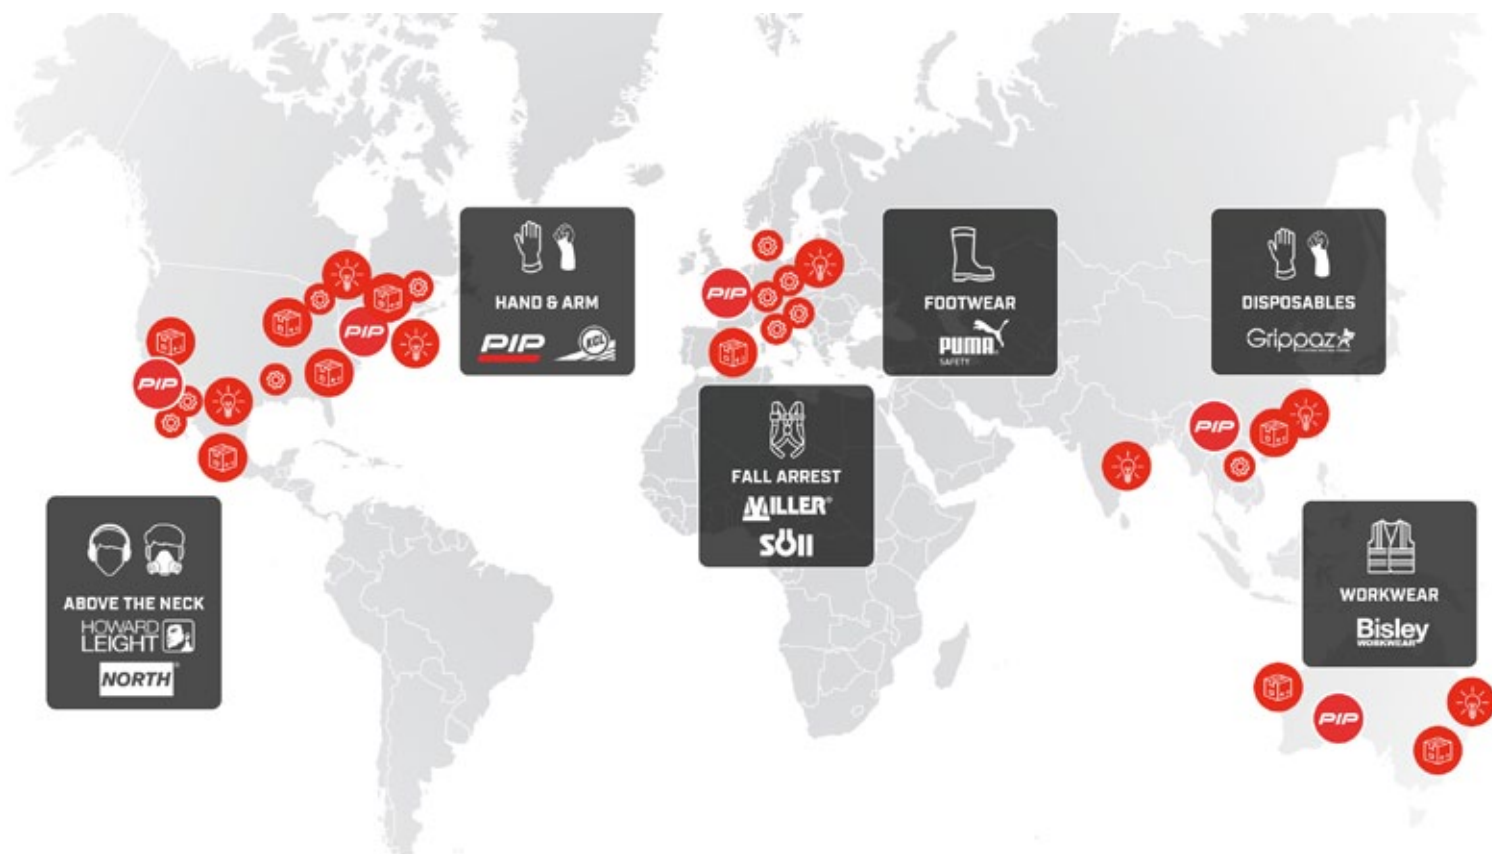 HAND & ARM
PIP
KGL
FOOTWEAR
PUMA
SAFETY
DISPOSABLES
Grippaz
PIP
PIP
PIP
PIP
PIP
FALL ARREST
MILLER®
SÖLL
ABOVE THE NECK
HOWARD
LEIGHT
NORTH®
WORKWEAR
Bisley
WORKWEAR